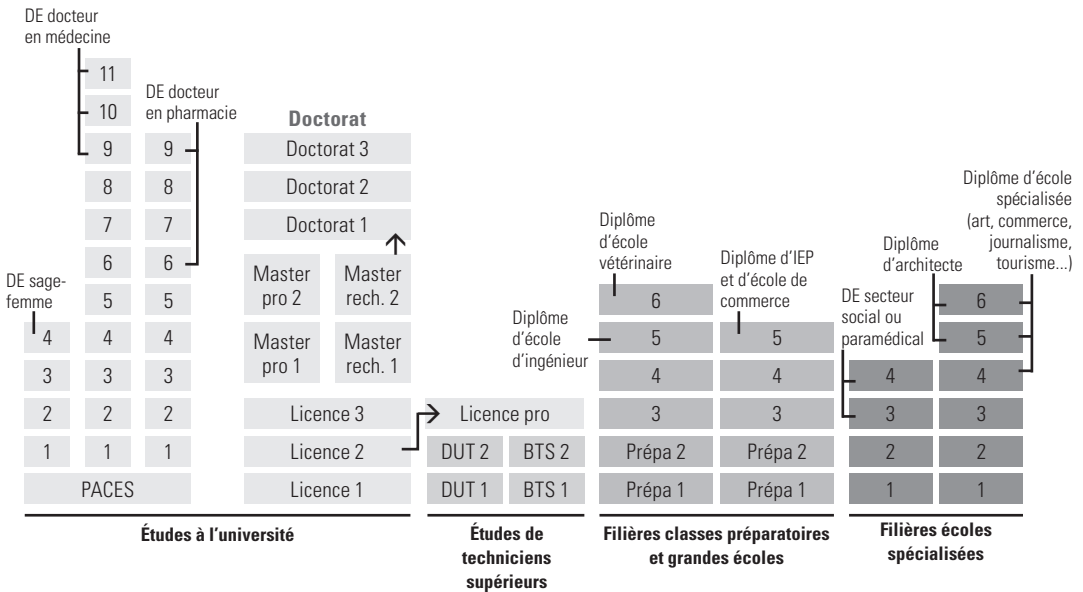 DE docteur
en médecine
11
10
9
8
7
6
5
4
3
2
1
DE docteur
en pharmacie
9
8
7
6
5
4
3
2
1
DE sage-
femme
4
3
2
1
PACES
Doctorat
Doctorat 3
Doctorat 2
Doctorat 1
Master
pro 2
Master
rech. 2
Master
pro 1
Master
rech. 1
Licence 3
Licence 2
Licence 1
Études à l’université
Licence pro
DUT 2
BTS 2
DUT 1
BTS 1
Études de
techniciens
supérieurs
Diplôme
d’école
vétérinaire
Diplôme
d’école
d’ingénieur
6
5
4
3
Prépa 2
Prépa 1
Diplôme d’IEP
et d’école de
commerce
5
4
3
Prépa 2
Prépa 1
Filières classes préparatoires
et grandes écoles
DE secteur
social ou
paramédical
4
3
2
1
Diplôme
d’architecte
Diplôme d’école
spécialisée
(art, commerce,
journalisme,
tourisme...)
6
5
4
3
2
1
Filières écoles
spécialisées